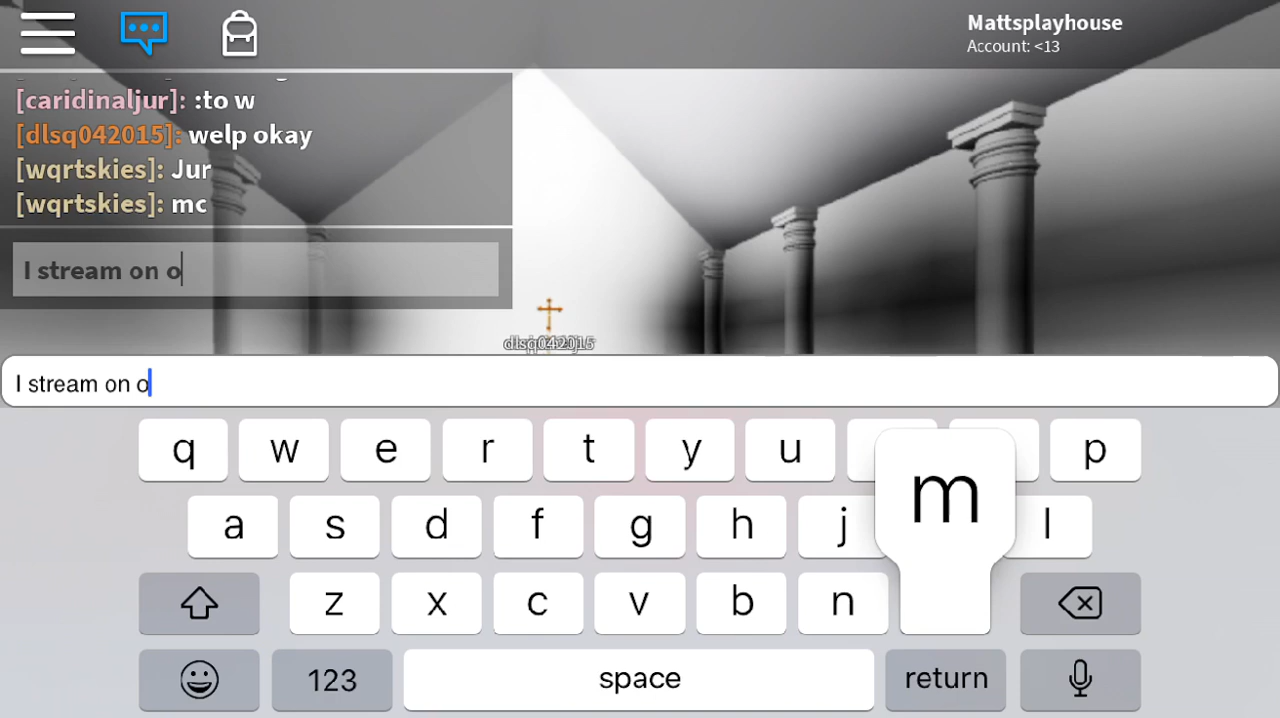 Mattsplayhouse
Account: <13
[caridinaljur]: :to w
[dlsq042015]: welp okay
[wqrtskies]: Jur
[wqrtskies]: mc
I stream on o
dlsq042015
I stream on o
q w e r t y u p
a s d f g h j m l
z x c v b n
123 space return